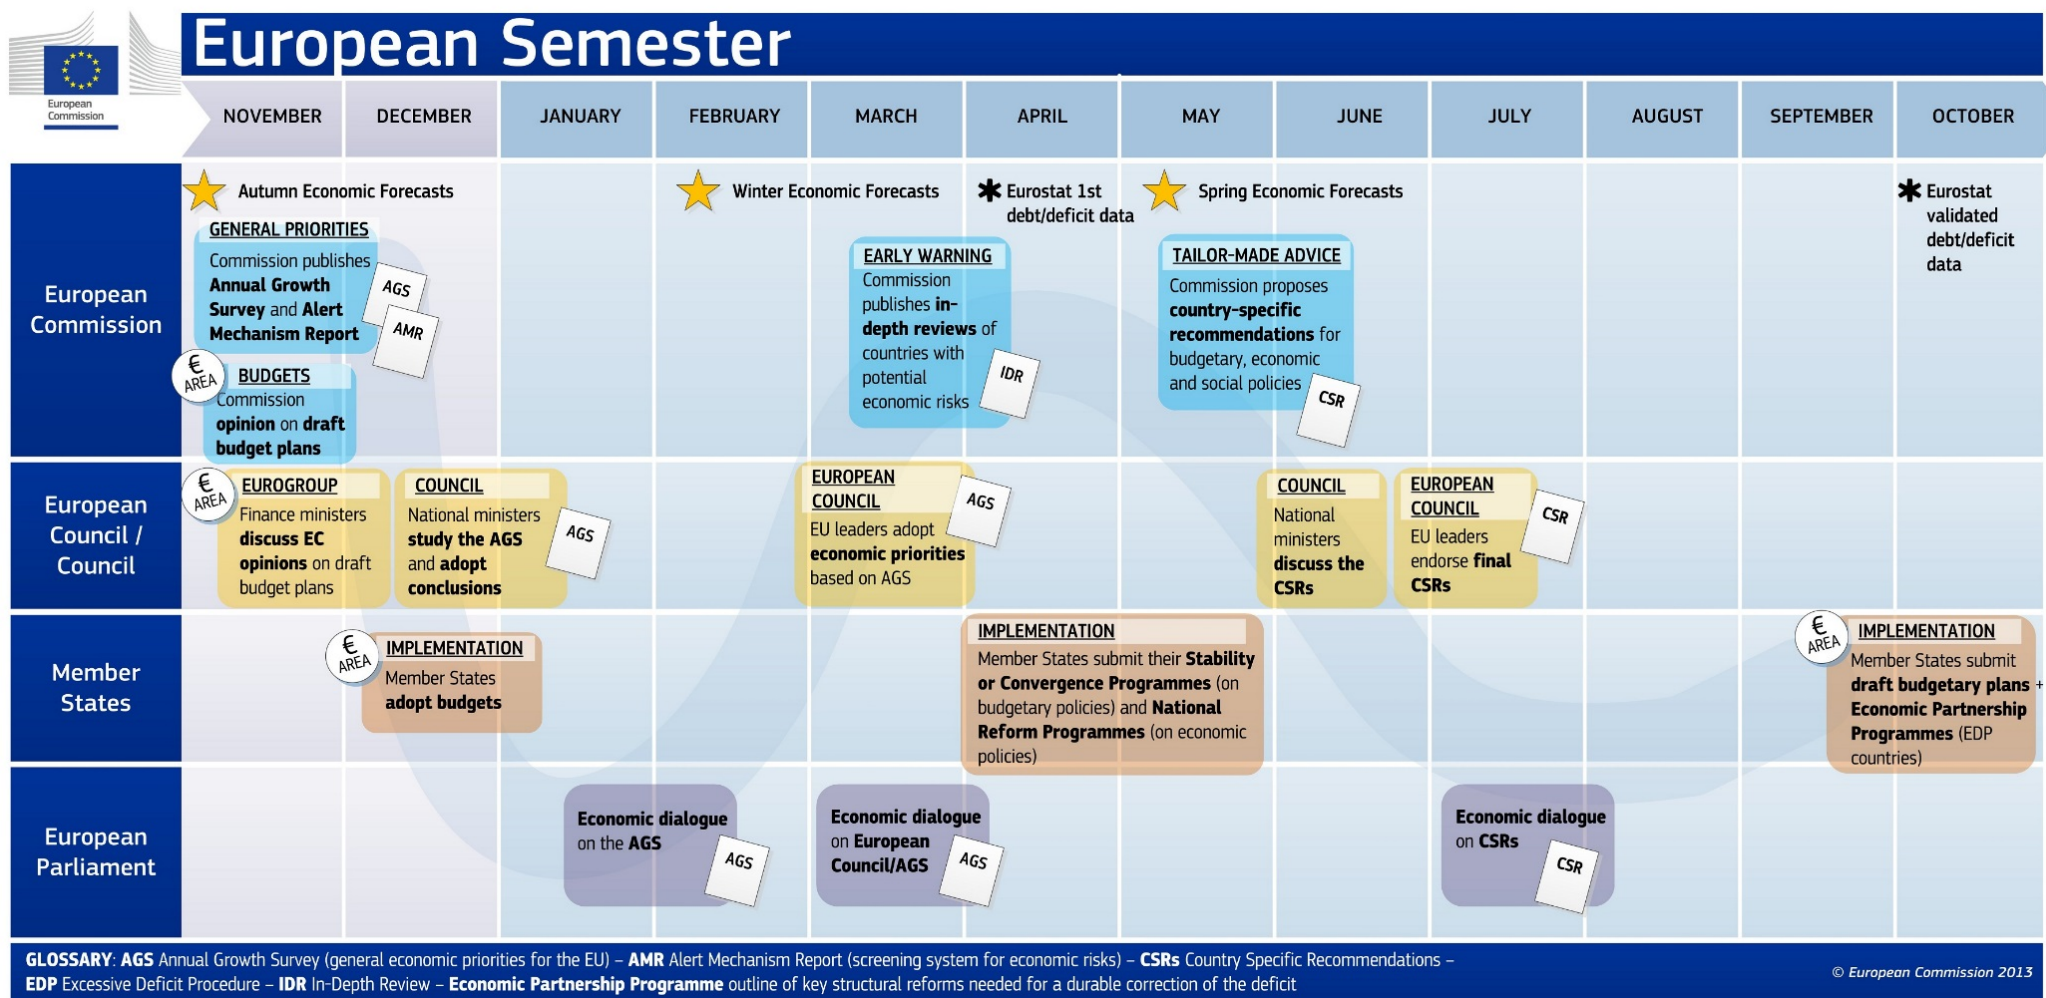 European Semester
European
Commission
NOVEMBER
DECEMBER
JANUARY
FEBRUARY
MARCH
APRIL
MAY
JUNE
JULY
AUGUST
SEPTEMBER
OCTOBER
European
Commission
Autumn Economic Forecasts
GENERAL PRIORITIES
Commission publishes
Annual Growth
Survey and Alert
Mechanism Report
AGS
AMR
€
AREA
BUDGETS
Commission
opinion on draft
budget plans
Winter Economic Forecasts
EARLY WARNING
Commission
publishes in-
depth reviews of
countries with
potential
economic risks
IDR
Eurostat 1st
debt/deficit data
Spring Economic Forecasts
TAILOR-MADE ADVICE
Commission proposes
country-specific
recommendations for
budgetary, economic
and social policies
CSR
Eurostat
validated
debt/deficit
data
European
Council /
Council
€
AREA
EUROGROUP
Finance ministers
discuss EC
opinions on draft
budget plans
COUNCIL
National ministers
study the AGS
and adopt
conclusions
AGS
EUROPEAN
COUNCIL
EU leaders adopt
economic priorities
based on AGS
AGS
COUNCIL
National
ministers
discuss the
CSRs
EUROPEAN
COUNCIL
EU leaders
endorse final
CSRs
CSR
Member
States
€
AREA
IMPLEMENTATION
Member States
adopt budgets
IMPLEMENTATION
Member States submit their Stability
or Convergence Programmes (on
budgetary policies) and National
Reform Programmes (on economic
policies)
€
AREA
IMPLEMENTATION
Member States submit
draft budgetary plans +
Economic Partnership
Programmes (EDP
countries)
European
Parliament
Economic dialogue
on the AGS
AGS
Economic dialogue
on European
Council/AGS
AGS
Economic dialogue
on CSRs
CSR
GLOSSARY: AGS Annual Growth Survey (general economic priorities for the EU) – AMR Alert Mechanism Report (screening system for economic risks) – CSRs Country Specific Recommendations –
EDP Excessive Deficit Procedure – IDR In-Depth Review – Economic Partnership Programme outline of key structural reforms needed for a durable correction of the deficit
© European Commission 2013